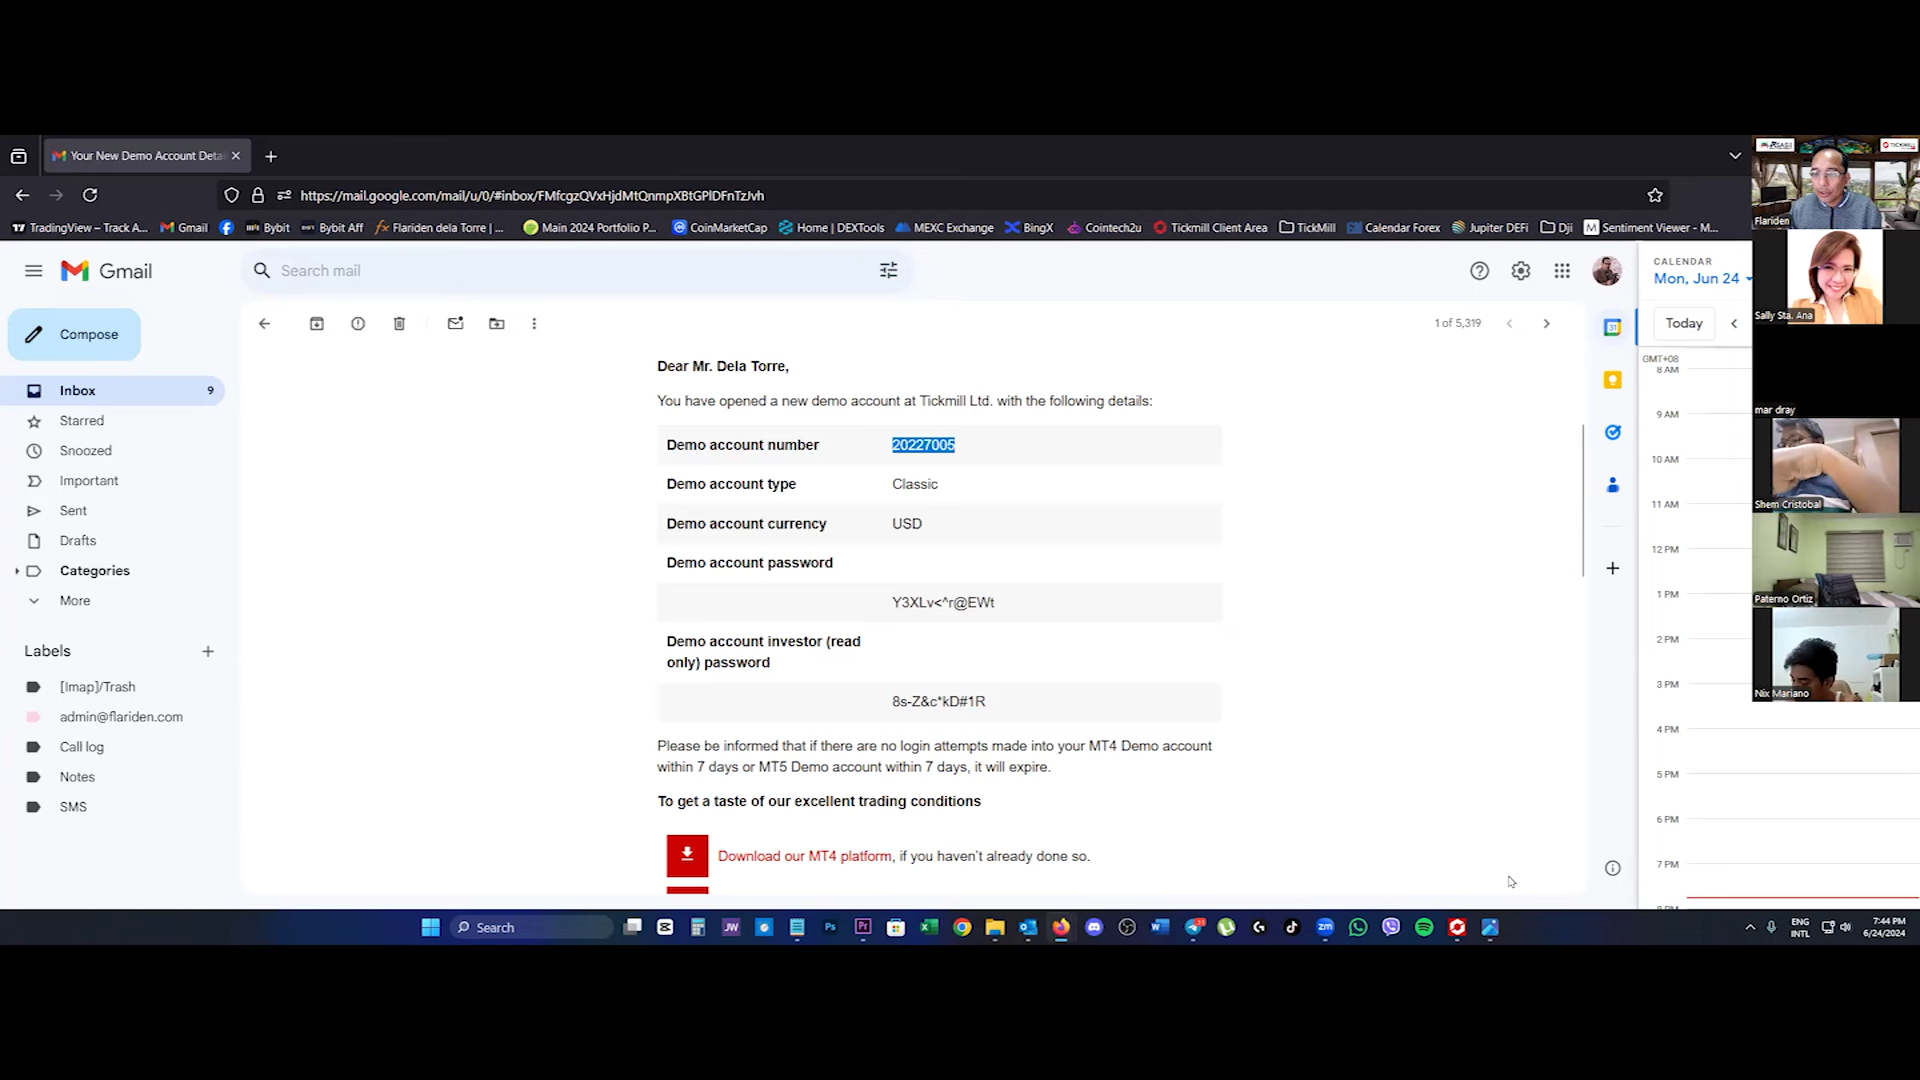 Your New Demo Account Deta
https://mail.google.com/mail/u/0/#inbox/FMfcgzQVxHjdMtQnmpXBtGPlDFnTzJvh
TradingView – Track A...
Gmail
Bybit
Bybit Aff
Flariden dela Torre | ...
Main 2024 Portfolio P...
CoinMarketCap
Home | DEXTools
MEXC Exchange
BingX
Cointech2u
Tickmill Client Area
TickMill
Calendar Forex
Jupiter DEFi
Dji
Sentiment Viewer - M...
Gmail
Search mail
Compose
Inbox 9
Starred
Snoozed
Important
Sent
Drafts
Categories
More
Labels
[Imap]/Trash
admin@flariden.com
Call log
Notes
SMS
1 of 5,319
Dear Mr. Dela Torre,
You have opened a new demo account at Tickmill Ltd. with the following details:
Demo account number 20227005
Demo account type Classic
Demo account currency USD
Demo account password
Y3XLv<^r@EWt
Demo account investor (read
only) password
8s-Z&c*kD#1R
Please be informed that if there are no login attempts made into your MT4 Demo account
within 7 days or MT5 Demo account within 7 days, it will expire.
To get a taste of our excellent trading conditions
Download our MT4 platform, if you haven't already done so.
CALENDAR
Mon, Jun 24
Today
GMT+08
8 AM
9 AM
10 AM
11 AM
12 PM
1 PM
2 PM
3 PM
4 PM
5 PM
6 PM
7 PM
TICKMILL
Flariden
Sally Sta. Ana
mar dray
Shem Cristobal
Paterno Ortiz
Nix Mariano
Search
JW
Ps
Pr
zm
ENG
INTL
7:44 PM
6/24/2024